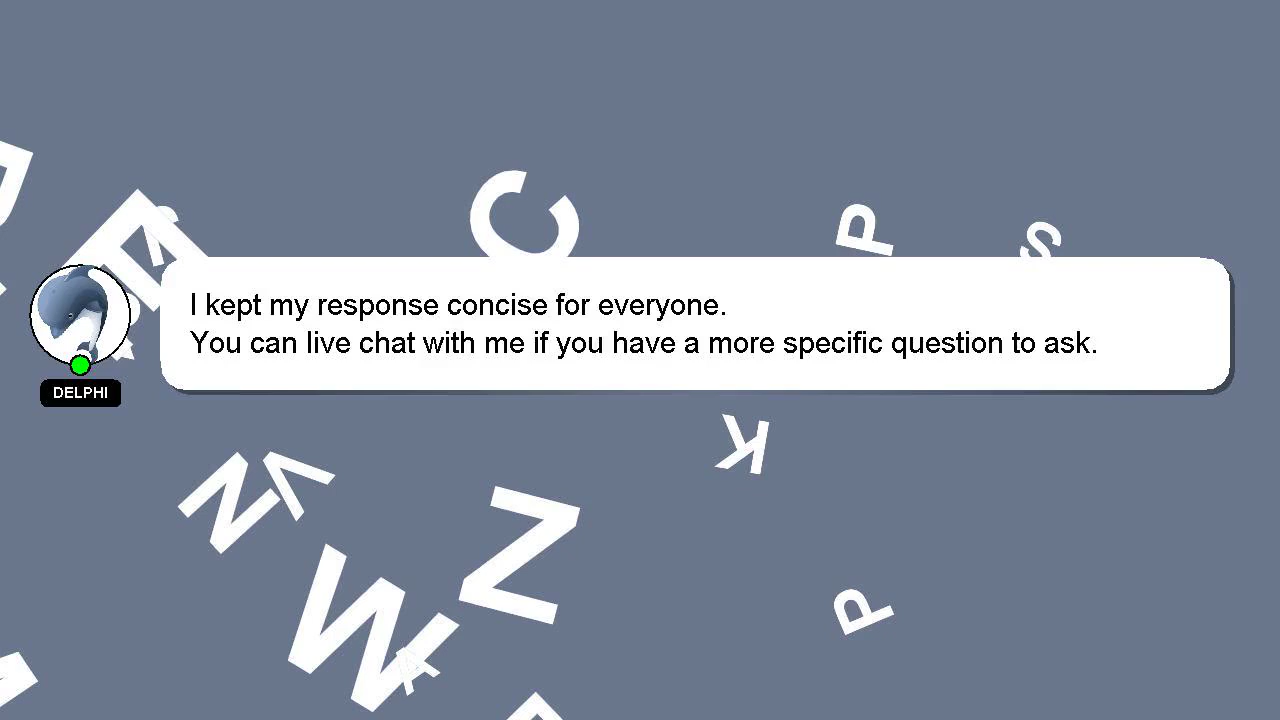 C
P
S
I kept my response concise for everyone.
You can live chat with me if you have a more specific question to ask.
DELPHI
K
N
V
Z
W
A
P